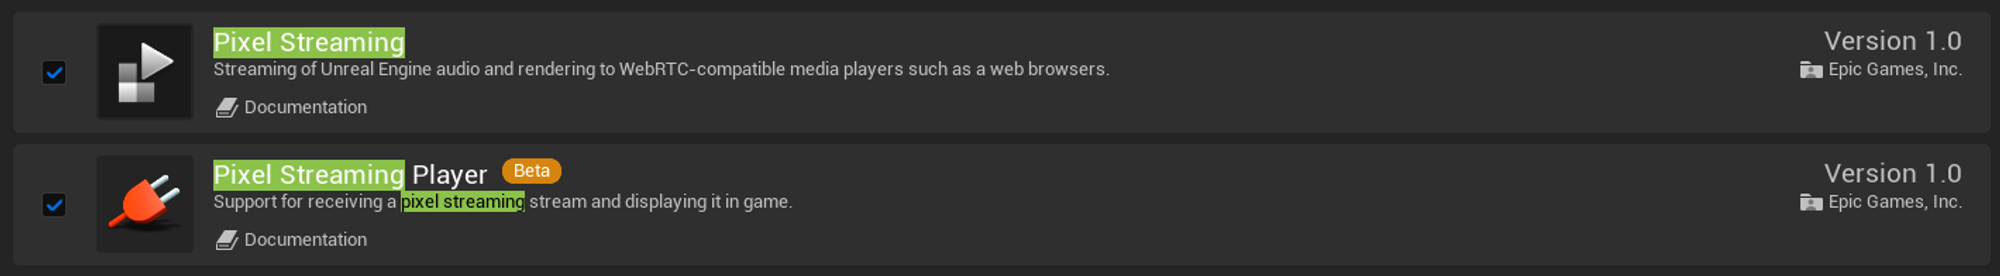 Pixel Streaming
Version 1.0
Streaming of Unreal Engine audio and rendering to WebRTC-compatible media players such as a web browsers.
Epic Games, Inc.
Documentation
Pixel Streaming Player Beta
Version 1.0
Support for receiving a pixel streaming stream and displaying it in game.
Epic Games, Inc.
Documentation